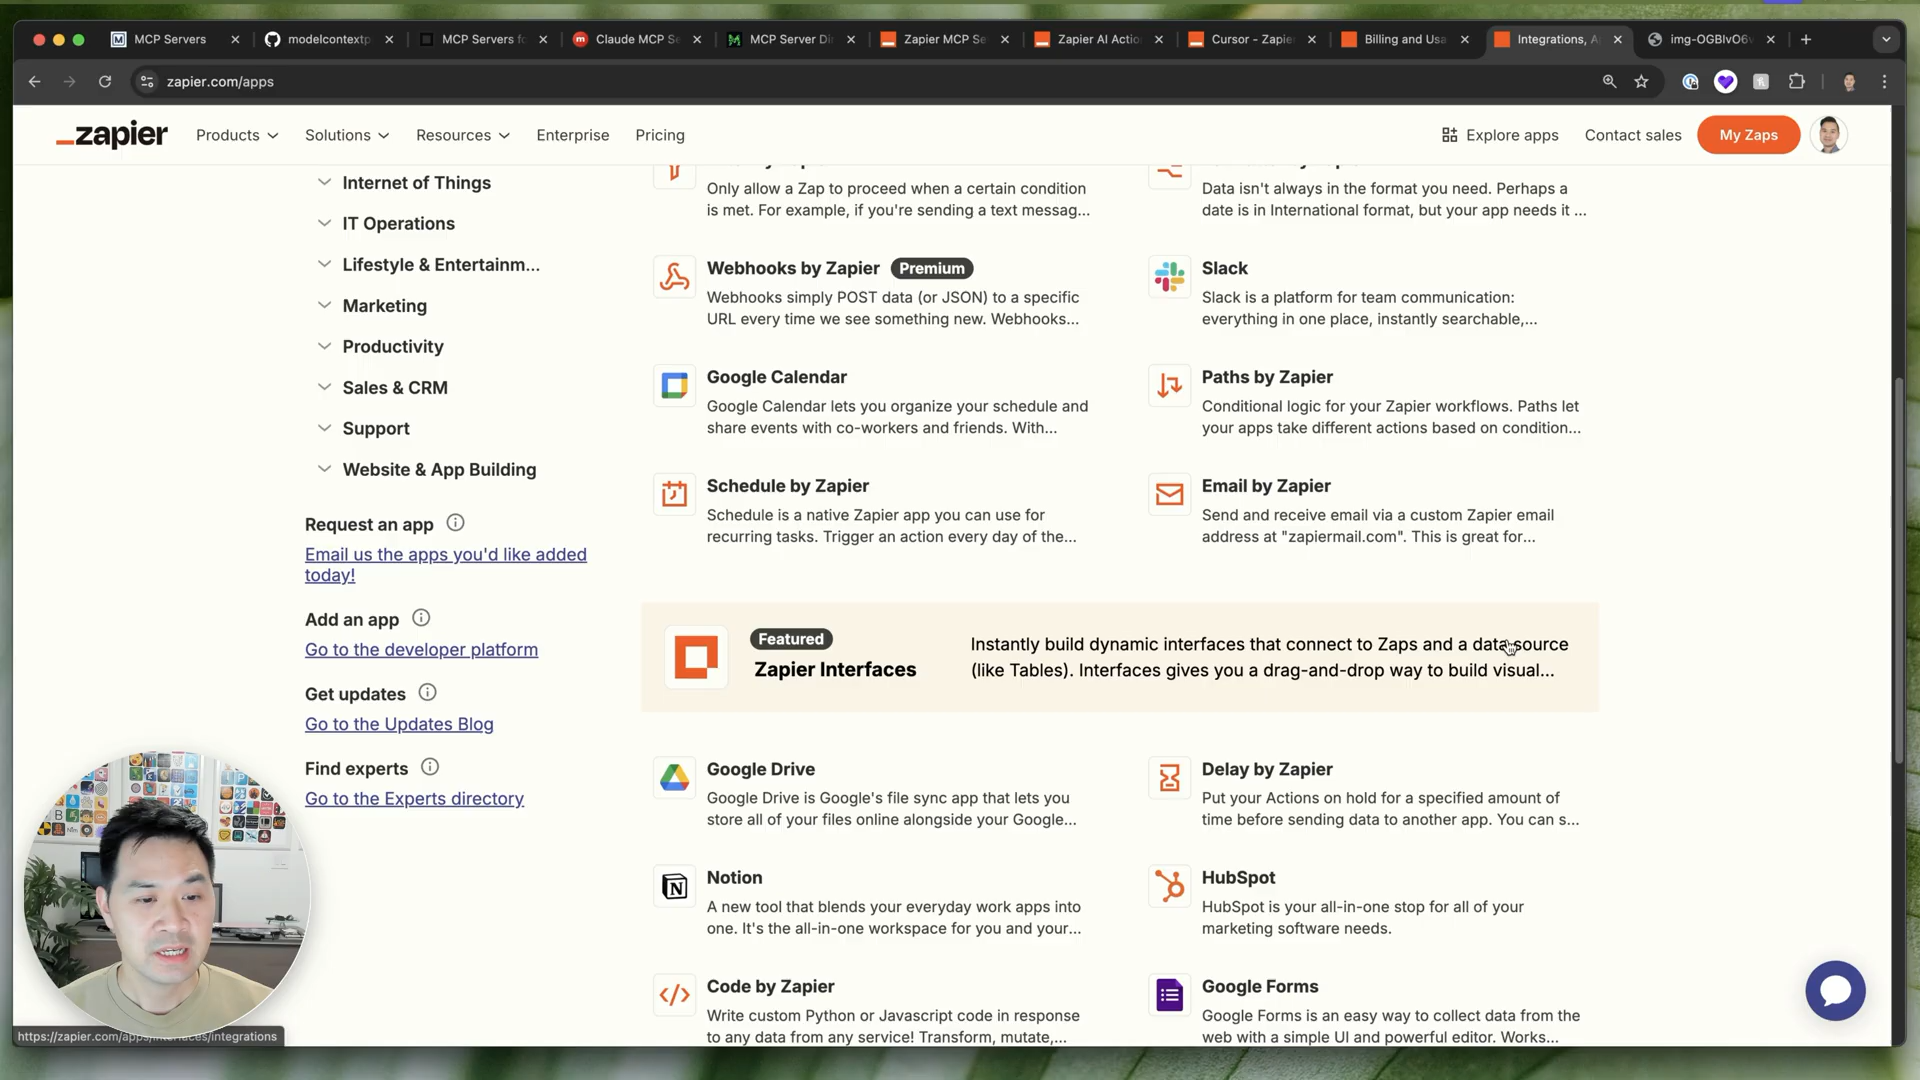 MCP Servers
modelcontextp
MCP Servers fo
Claude MCP Se
MCP Server Di
Zapier MCP Se
Zapier AI Actio
Cursor - Zapie
Billing and Usa
Integrations, A
img-OGBlvO6v
zapier.com/apps
zapier
Products
Solutions
Resources
Enterprise
Pricing
Explore apps
Contact sales
My Zaps
Internet of Things
IT Operations
Lifestyle & Entertainm...
Marketing
Productivity
Sales & CRM
Support
Website & App Building
Request an app
Email us the apps you'd like added
today!
Add an app
Go to the developer platform
Get updates
Go to the Updates Blog
Find experts
Go to the Experts directory
Only allow a Zap to proceed when a certain condition
is met. For example, if you're sending a text messag...
Data isn't always in the format you need. Perhaps a
date is in International format, but your app needs it ...
Webhooks by Zapier Premium
Webhooks simply POST data (or JSON) to a specific
URL every time we see something new. Webhooks...
Slack
Slack is a platform for team communication:
everything in one place, instantly searchable,...
Google Calendar
Google Calendar lets you organize your schedule and
share events with co-workers and friends. With...
Paths by Zapier
Conditional logic for your Zapier workflows. Paths let
your apps take different actions based on condition...
Schedule by Zapier
Schedule is a native Zapier app you can use for
recurring tasks. Trigger an action every day of the...
Email by Zapier
Send and receive email via a custom Zapier email
address at "zapiermail.com". This is great for...
Featured
Zapier Interfaces
Instantly build dynamic interfaces that connect to Zaps and a data source
(like Tables). Interfaces gives you a drag-and-drop way to build visual...
Google Drive
Google Drive is Google's file sync app that lets you
store all of your files online alongside your Google...
Delay by Zapier
Put your Actions on hold for a specified amount of
time before sending data to another app. You can s...
Notion
A new tool that blends your everyday work apps into
one. It's the all-in-one workspace for you and your...
HubSpot
HubSpot is your all-in-one stop for all of your
marketing software needs.
Code by Zapier
Write custom Python or Javascript code in response
to any data from any service! Transform, mutate,...
Google Forms
Google Forms is an easy way to collect data from the
web with a simple UI and powerful editor. Works...
https://zapier.com/apps/interfaces/integrations